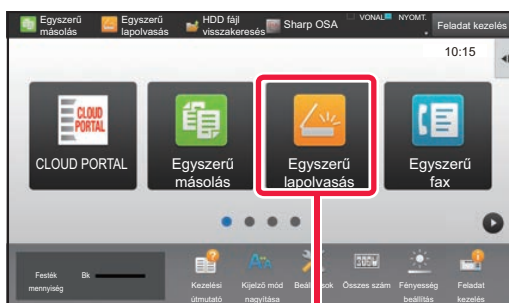 Egyszerű másolás
Egyszerű lapolvasás
HDD fájl visszakeresés
Sharp OSA
VONAL
NYOMT.
Feladat kezelés
10:15
CLOUD PORTAL
CLOUD PORTAL
Egyszerű
másolás
Egyszerű
lapolvasás
Egyszerű
fax
Festék
mennyiség
Bk
Kezelési
útmutató
Kijelző mód
nagyítása
Beállítások
Összes szám
Fényesség
beállítás
Feladat
kezelés